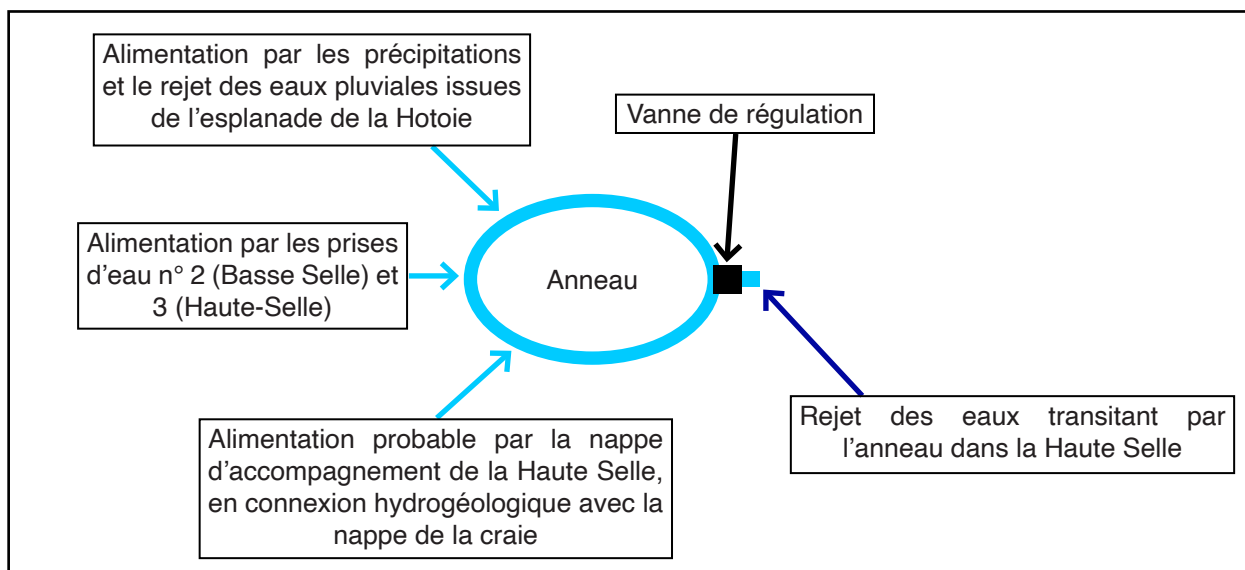 Alimentation par les précipitations
et le rejet des eaux pluviales issues
de l'esplanade de la Hotoie
Vanne de régulation
Alimentation par les prises
d'eau n° 2 (Basse Selle) et
3 (Haute-Selle)
Anneau
Alimentation probable par la nappe
d'accompagnement de la Haute Selle,
en connexion hydrogéologique avec la
nappe de la craie
Rejet des eaux transitant par
l'anneau dans la Haute Selle